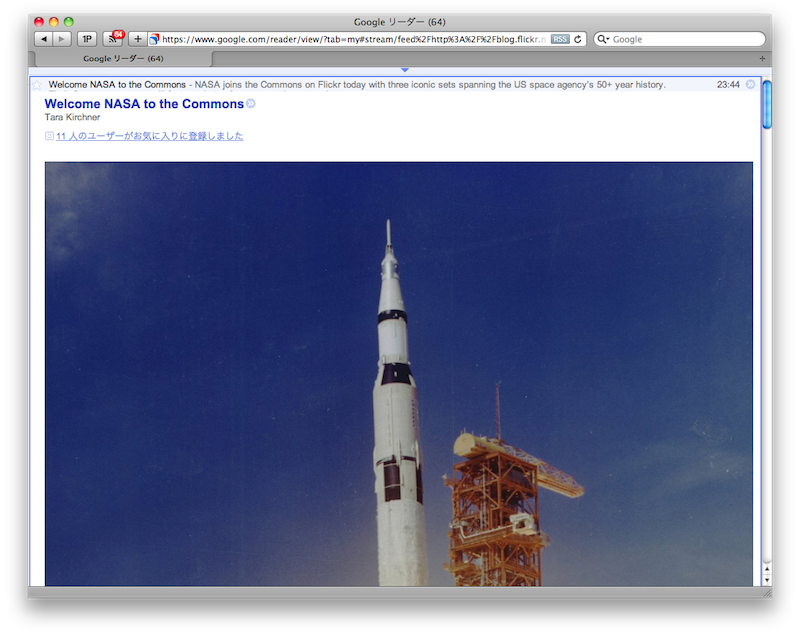 Google リーダー (64)
1P
64
+
https://www.google.com/reader/view/?tab=my#stream/feed%2Fhttp%3A%2F%2Fblog.flickr.n
RSS
Google
Google リーダー (64)
+
Welcome NASA to the Commons - NASA joins the Commons on Flickr today with three iconic sets spanning the US space agency's 50+ year history.
23:44
Welcome NASA to the Commons
Tara Kirchner
11 人のユーザーがお気に入りに登録しました